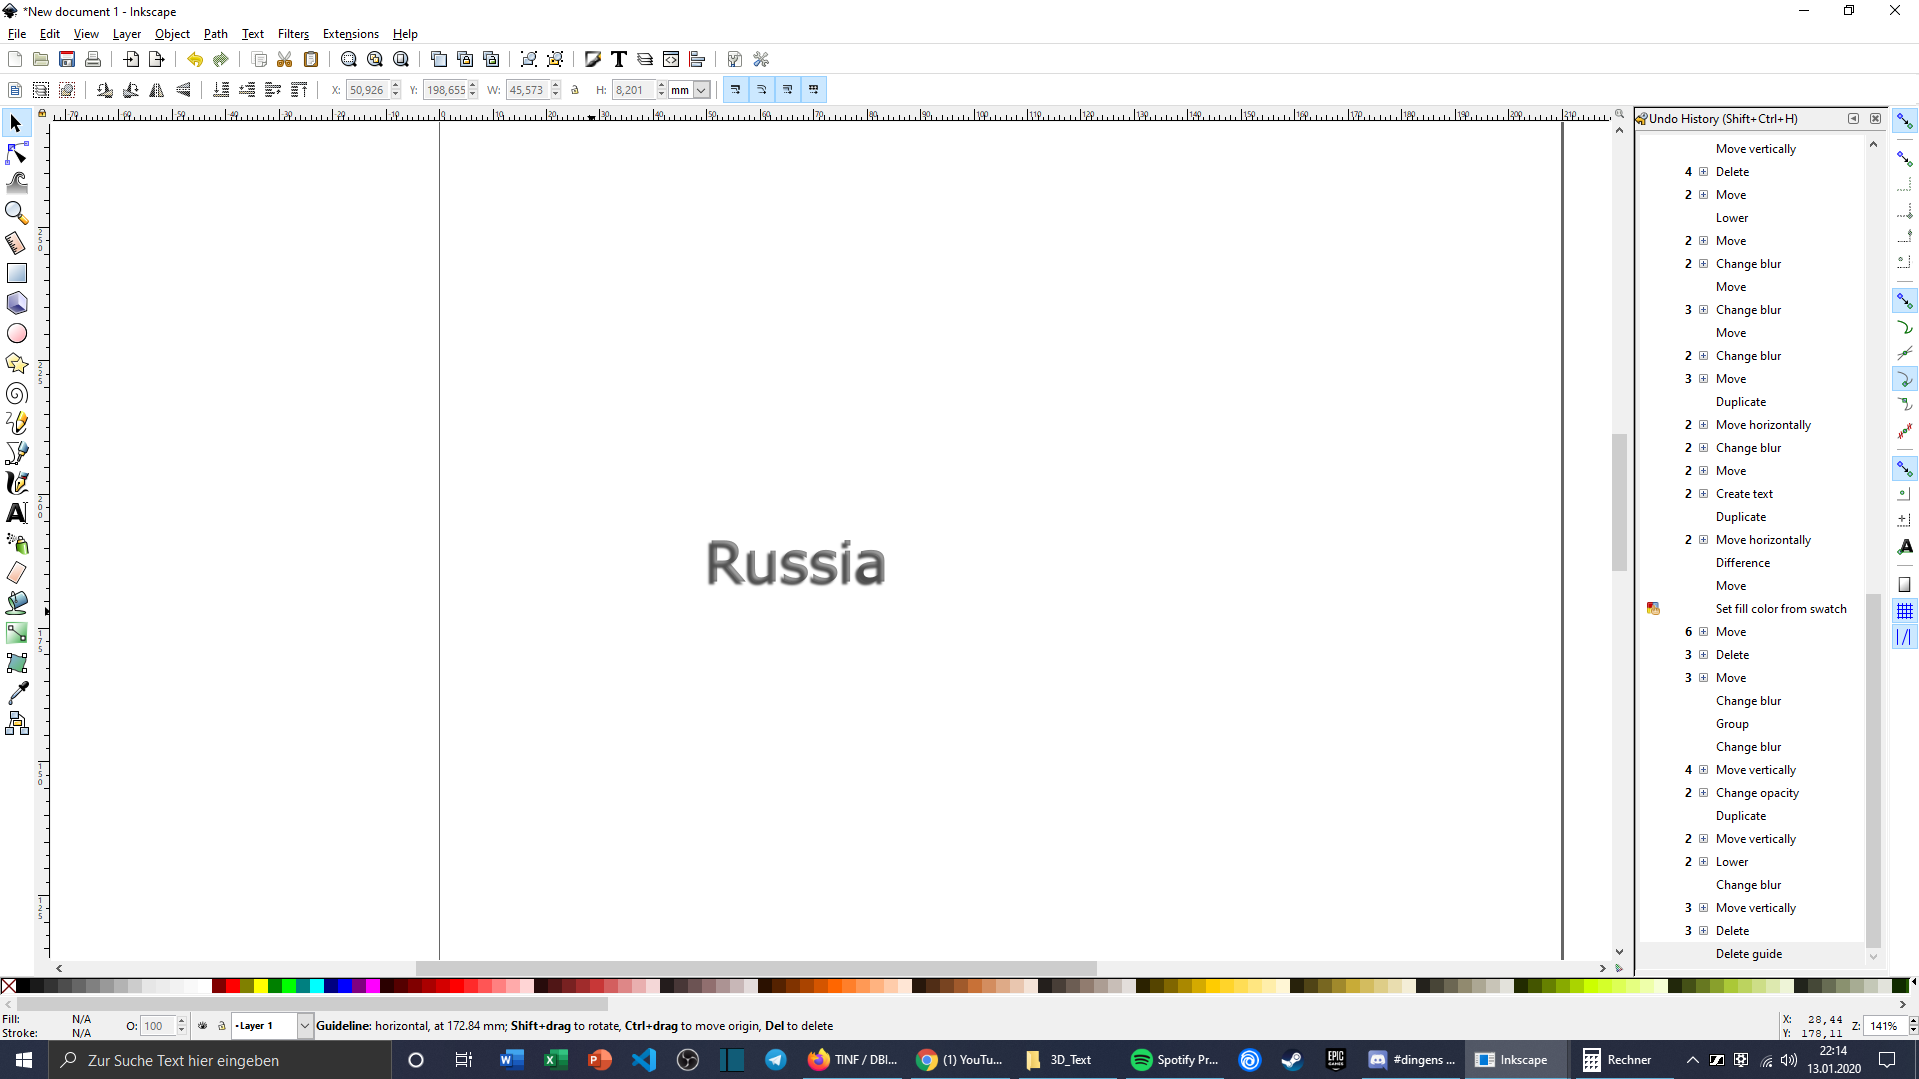 *New document 1 - Inkscape
File Edit View Layer Object Path Text Filters Extensions Help
X: 50,926 Y: 198,655 W: 45,573 H: 8,201 mm
Undo History (Shift+Ctrl+H)
Move vertically
4 Delete
2 Move
Lower
2 Move
2 Change blur
Move
3 Change blur
Move
2 Change blur
3 Move
Duplicate
2 Move horizontally
2 Change blur
2 Move
2 Create text
Duplicate
2 Move horizontally
Difference
Move
Set fill color from swatch
6 Move
3 Delete
3 Move
Change blur
Group
Change blur
4 Move vertically
2 Change opacity
Duplicate
2 Move vertically
2 Lower
Change blur
3 Move vertically
3 Delete
Delete guide
Russia
Fill: N/A
Stroke: N/A
O: 100
•Layer 1
Guideline: horizontal, at 172.84 mm; Shift+drag to rotate, Ctrl+drag to move origin, Del to delete
X: 28,44
Y: 178,11
Z: 141%
Zur Suche Text hier eingeben
TINF / DBI...
(1) YouTu...
3D_Text
Spotify Pr...
EPIC GAMES
#dingens ...
Inkscape
Rechner
22:14
13.01.2020